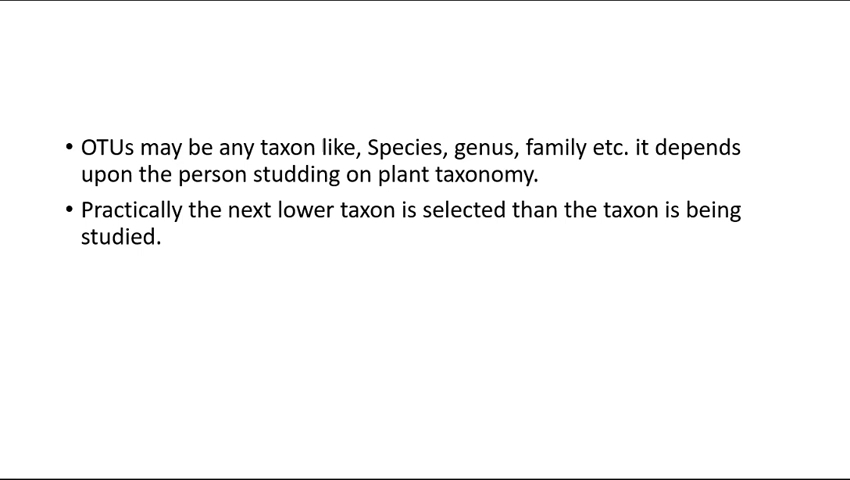 • OTUs may be any taxon like, Species, genus, family etc. it depends
upon the person studding on plant taxonomy.
• Practically the next lower taxon is selected than the taxon is being
studied.